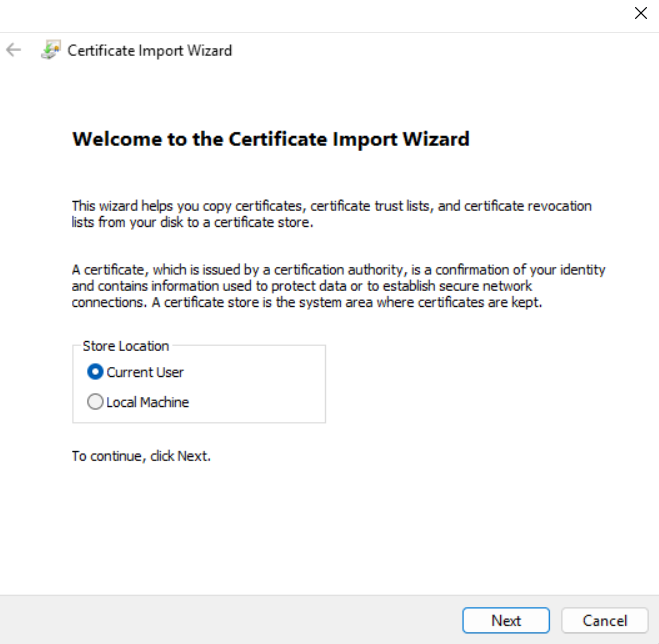 Certificate Import Wizard
Welcome to the Certificate Import Wizard
This wizard helps you copy certificates, certificate trust lists, and certificate revocation
lists from your disk to a certificate store.
A certificate, which is issued by a certification authority, is a confirmation of your identity
and contains information used to protect data or to establish secure network
connections. A certificate store is the system area where certificates are kept.
Store Location
Current User
Local Machine
To continue, click Next.
Next
Cancel